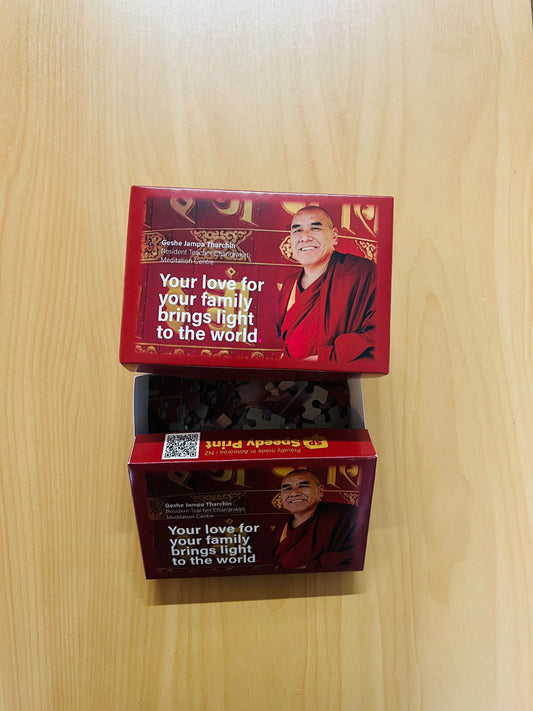 Geshe Jampa Tharchin
Resident Teacher Chandrakirti
Meditation Centre
Your love for
your family
brings light
to the world
Proudly made in Aotearoa / NZ
SP Speedy Print
Geshe Jampa Tharchin
Resident Teacher Chandrakirti
Meditation Centre
Your love for
your family
brings light
to the world